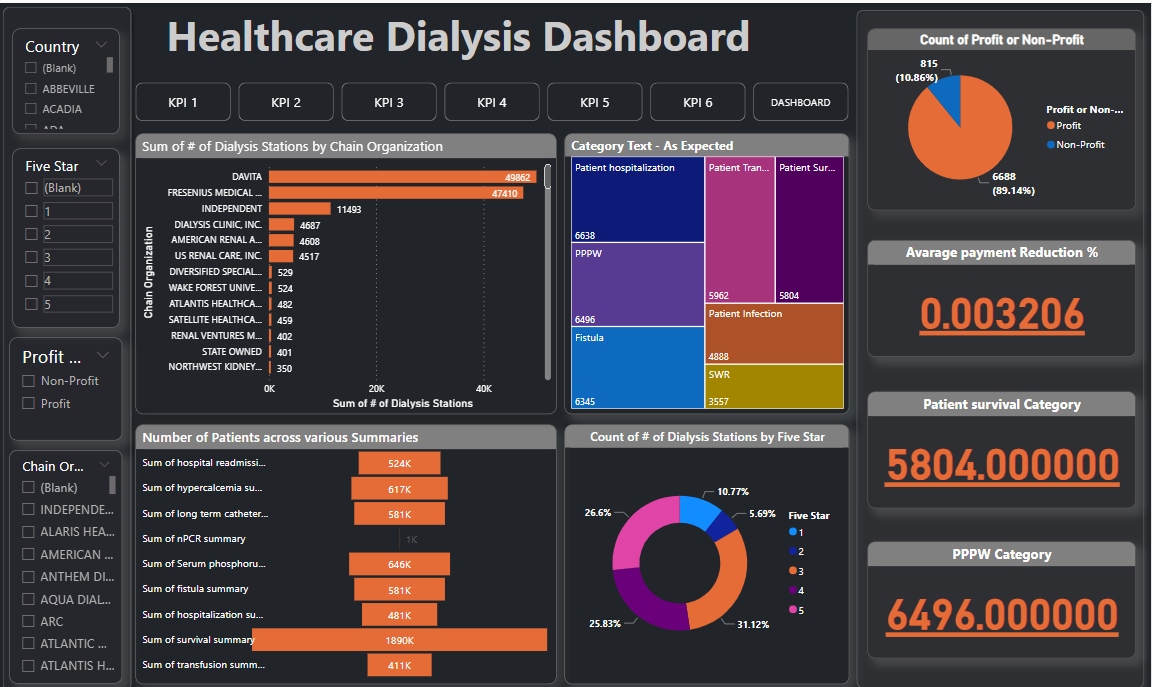 Healthcare Dialysis Dashboard
Country
(Blank)
ABBEVILLE
ACADIA
ADA
Five Star
(Blank)
1
2
3
4
5
Profit ...
Non-Profit
Profit
Chain Or...
(Blank)
INDEPENDE...
ALARIS HEA...
AMERICAN ...
ANTHEM DI...
AQUA DIAL...
ARC
ATLANTIC ...
ATLANTIS H...
KPI 1
KPI 2
KPI 3
KPI 4
KPI 5
KPI 6
DASHBOARD
Sum of # of Dialysis Stations by Chain Organization
Chain Organization
DAVITA 49862
FRESENIUS MEDICAL ... 47410
INDEPENDENT 11493
DIALYSIS CLINIC, INC. 4687
AMERICAN RENAL A... 4608
US RENAL CARE, INC. 4517
DIVERSIFIED SPECIAL... 529
WAKE FOREST UNIVE... 524
ATLANTIS HEALTHCA... 482
SATELLITE HEALTHCA... 459
RENAL VENTURES M... 402
STATE OWNED 401
NORTHWEST KIDNEY... 350
0K 20K 40K
Sum of # of Dialysis Stations
Category Text - As Expected
Patient hospitalization
6638
PPPW
6496
Fistula
6345
Patient Tran...
5962
Patient Sur...
5804
Patient Infection
4888
SWR
3557
Number of Patients across various Summaries
Sum of hospital readmissi... 524K
Sum of hypercalcemia su... 617K
Sum of long term catheter... 581K
Sum of nPCR summary 1K
Sum of Serum phosphoru... 646K
Sum of fistula summary 581K
Sum of hospitalization su... 481K
Sum of survival summary 1890K
Sum of transfusion summ... 411K
Count of # of Dialysis Stations by Five Star
10.77%
5.69%
31.12%
25.83%
26.6%
Five Star
1
2
3
4
5
Count of Profit or Non-Profit
815
(10.86%)
6688
(89.14%)
Profit or Non-...
Profit
Non-Profit
Avarage payment Reduction %
0.003206
Patient survival Category
5804.000000
PPPW Category
6496.000000